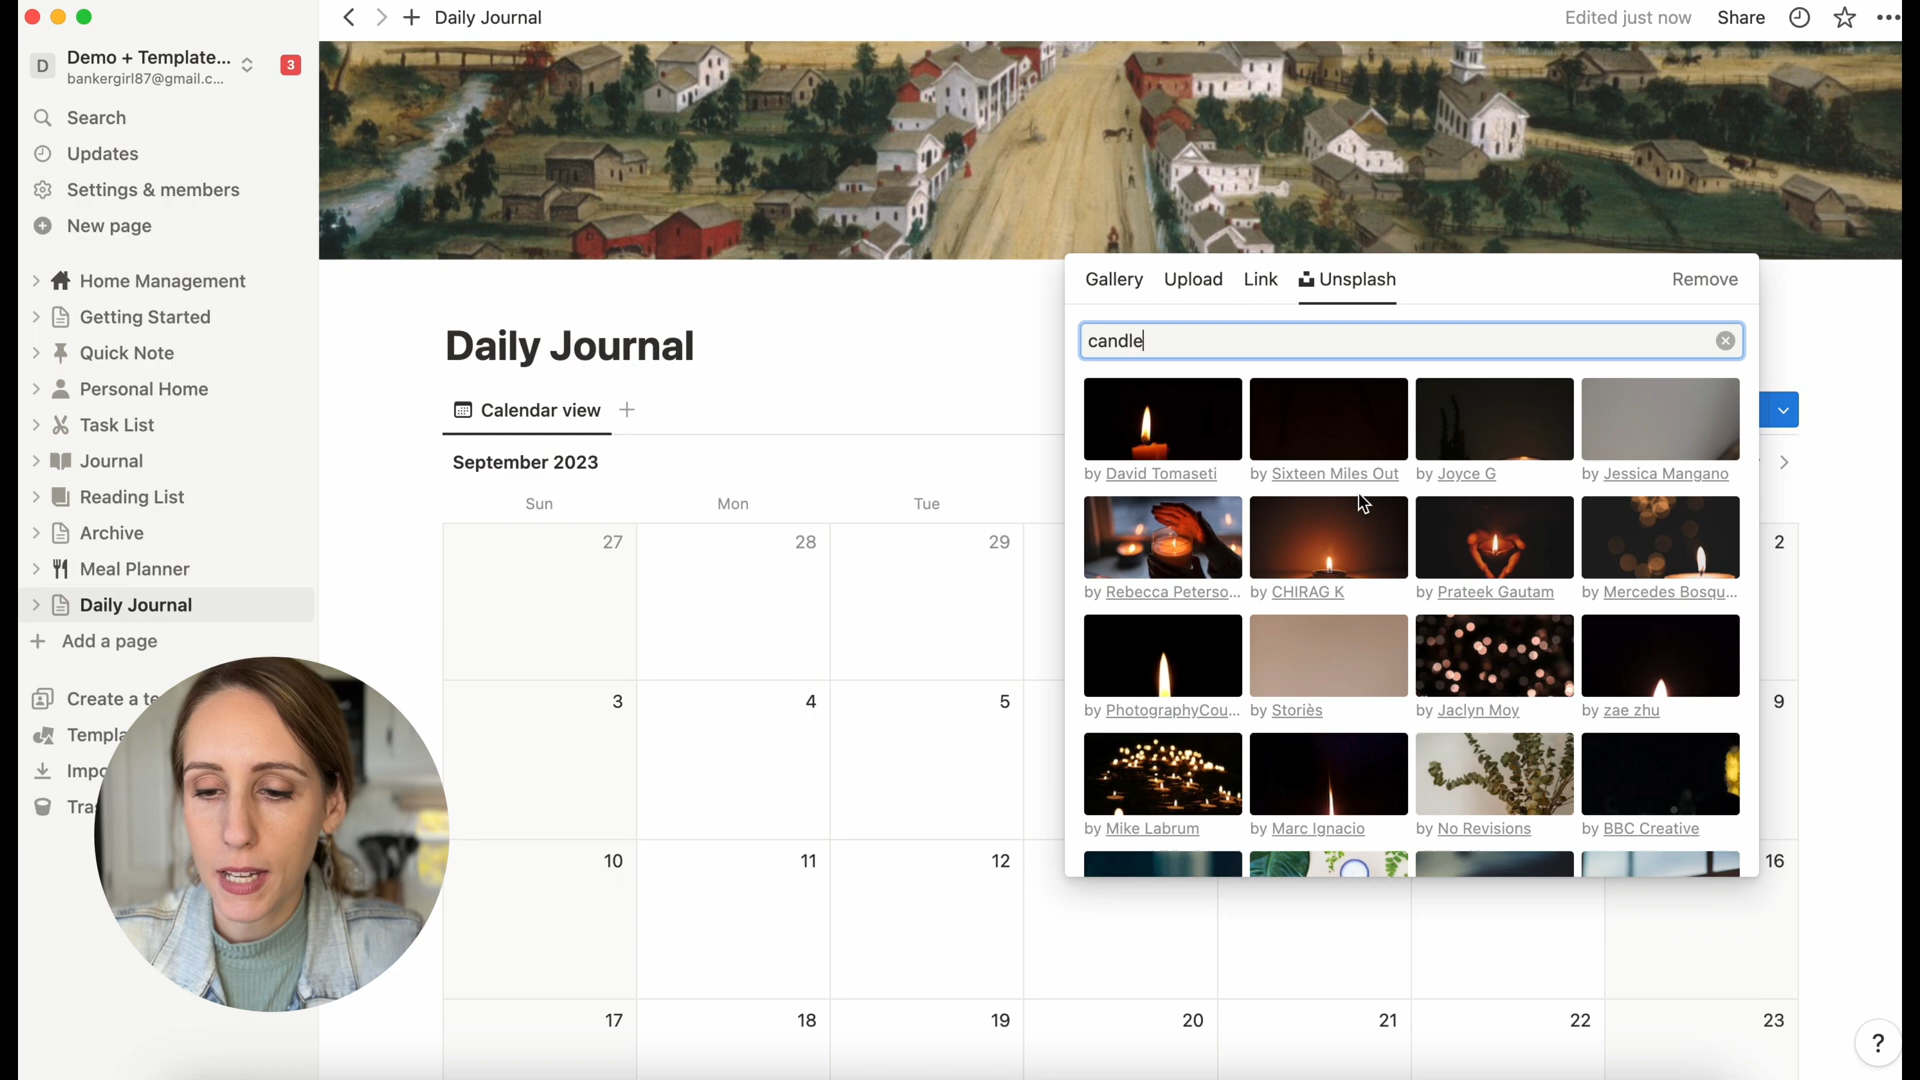 Daily Journal
Edited just now
Share
D
Demo + Template...
bankergirl87@gmail.c...
3
Search
Updates
Settings & members
New page
Home Management
Getting Started
Quick Note
Personal Home
Task List
Journal
Reading List
Archive
Meal Planner
Daily Journal
Add a page
Create a te
Templa
Impo
Tra
Daily Journal
Calendar view
September 2023
Sun Mon Tue
27 28 29 2
3 4 5 9
10 11 12 16
17 18 19 20 21 22 23
Gallery Upload Link Unsplash Remove
candle
by David Tomaseti by Sixteen Miles Out by Joyce G by Jessica Mangano
by Rebecca Peterso... by CHIRAG K by Prateek Gautam by Mercedes Bosqu...
by PhotographyCou... by Storiès by Jaclyn Moy by zae zhu
by Mike Labrum by Marc Ignacio by No Revisions by BBC Creative
?